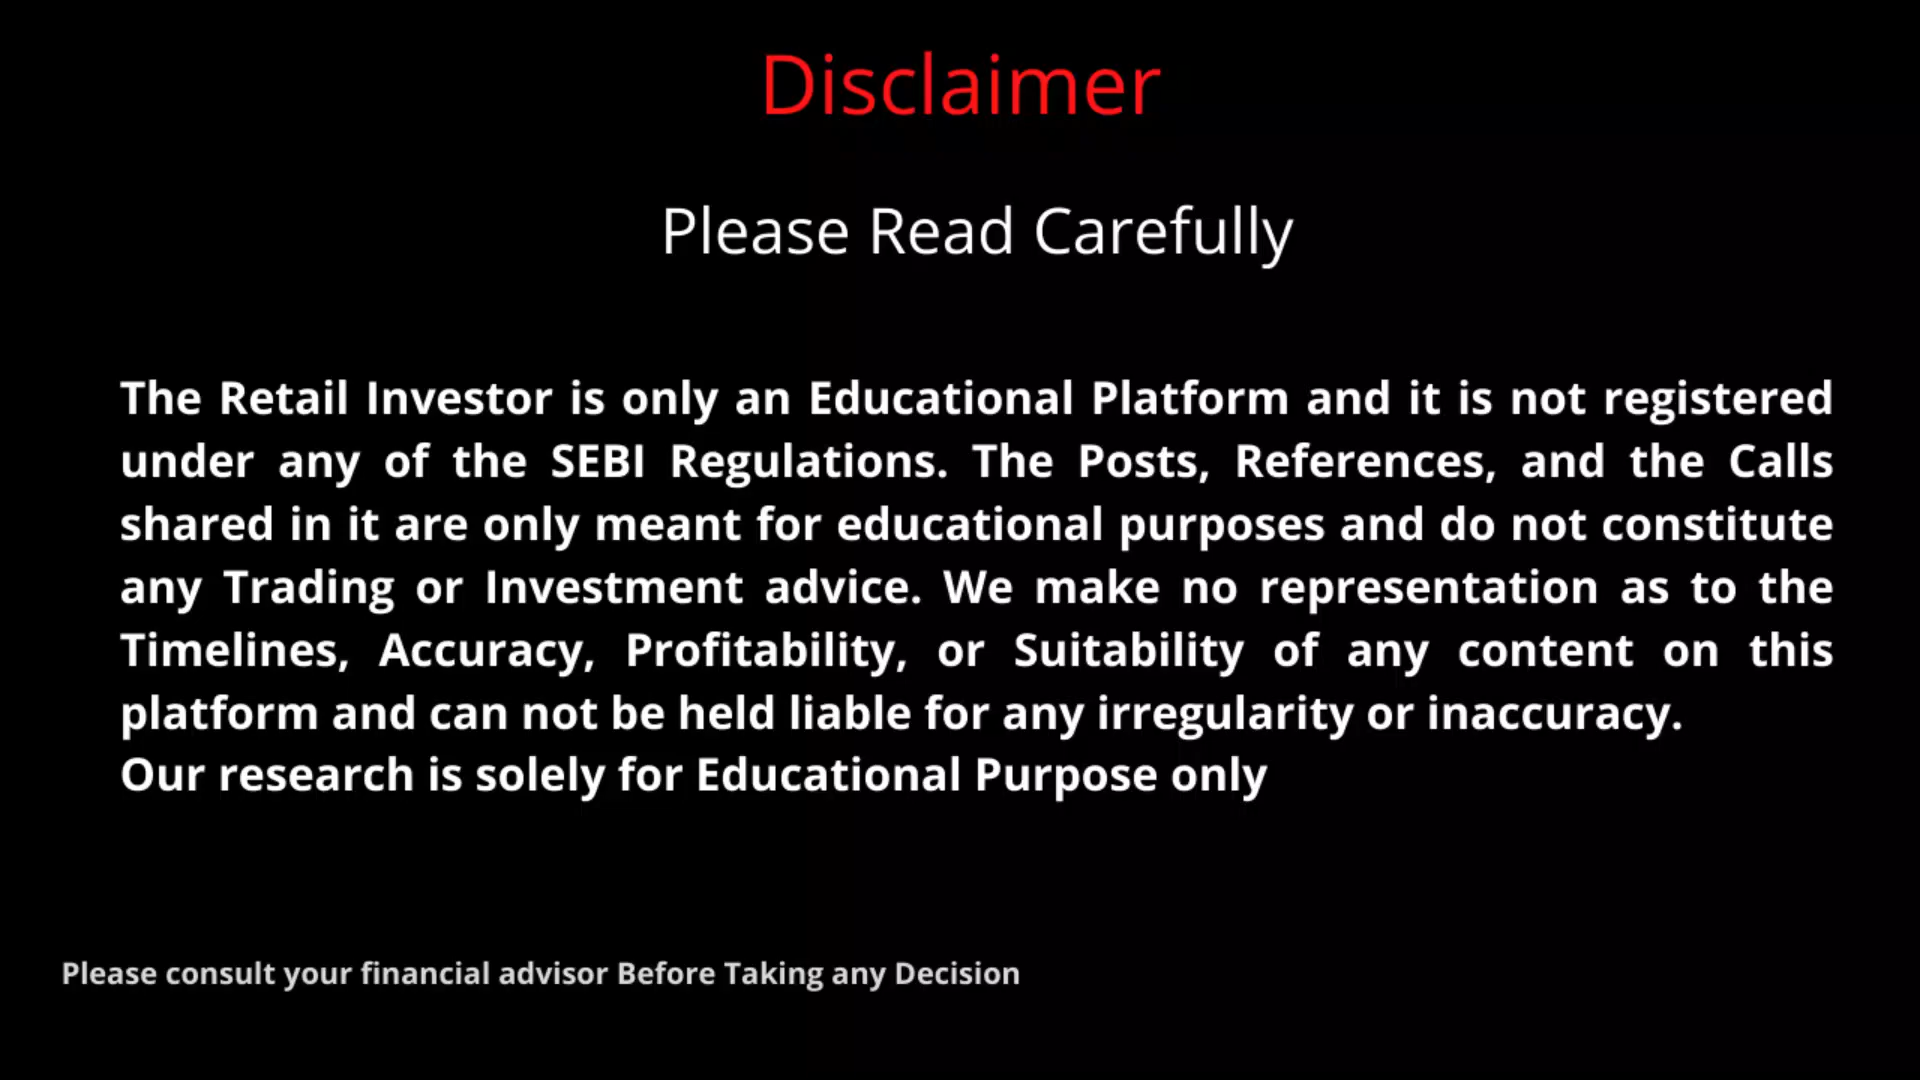 Disclaimer
Please Read Carefully
The Retail Investor is only an Educational Platform and it is not registered
under any of the SEBI Regulations. The Posts, References, and the Calls
shared in it are only meant for educational purposes and do not constitute
any Trading or Investment advice. We make no representation as to the
Timelines, Accuracy, Profitability, or Suitability of any content on this
platform and can not be held liable for any irregularity or inaccuracy.
Our research is solely for Educational Purpose only
Please consult your financial advisor Before Taking any Decision